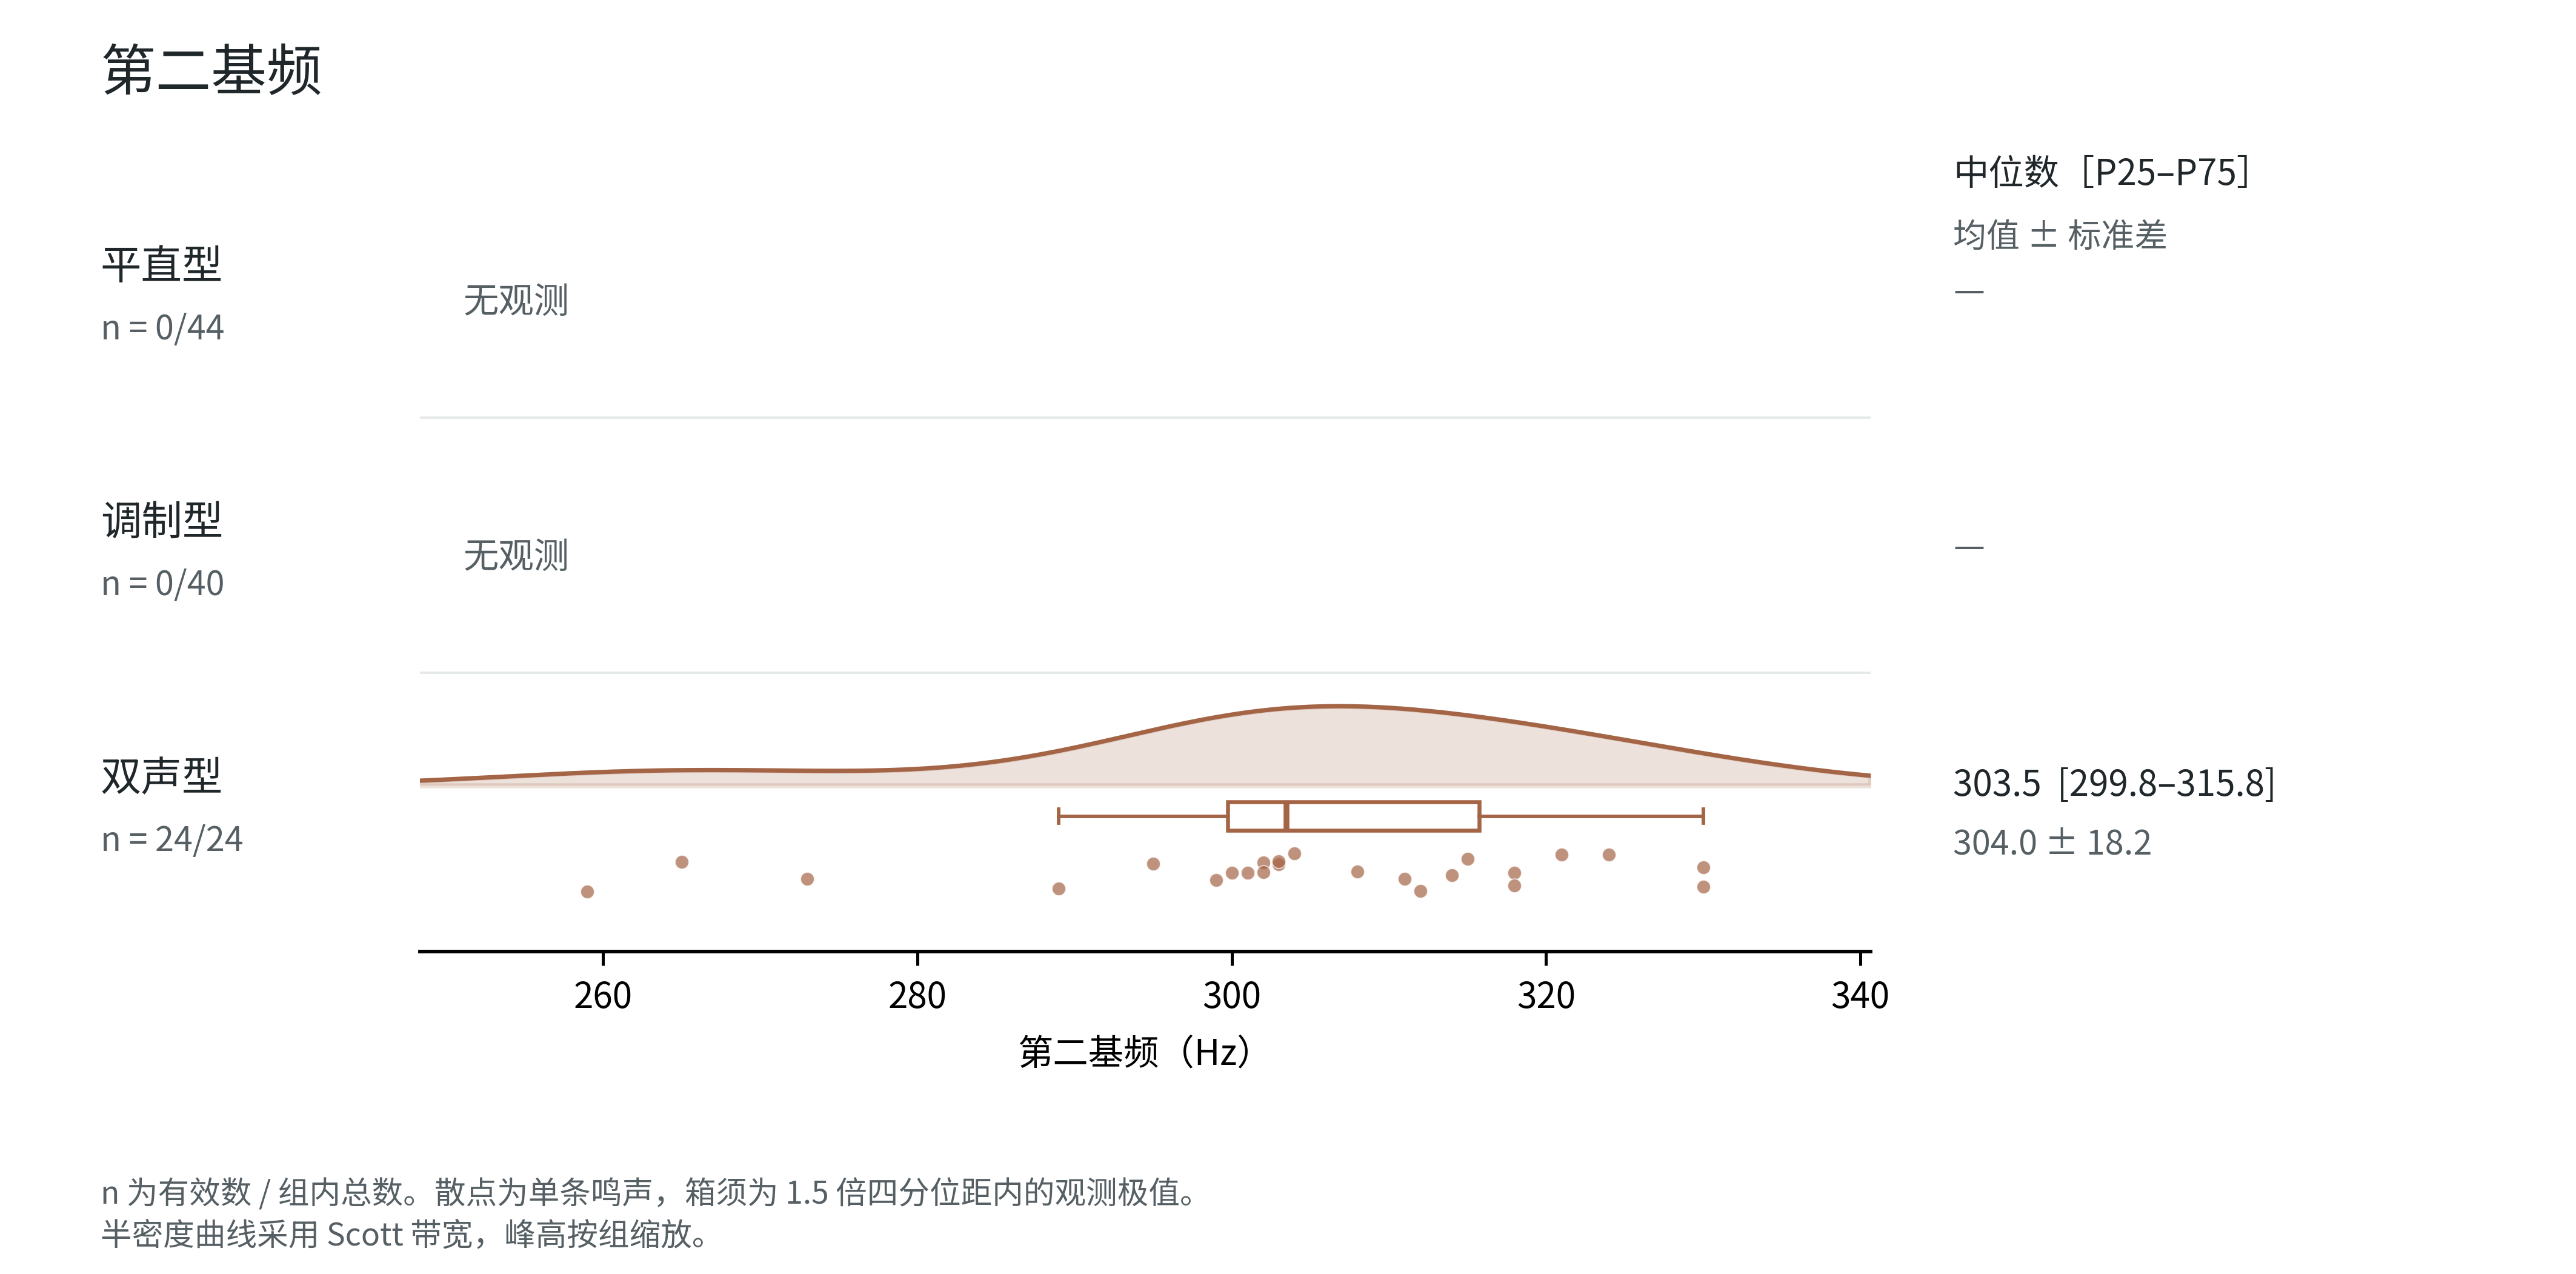 第二基频
中位数［P25–P75］
均值 ± 标准差
平直型
n = 0/44
无观测
—
调制型
n = 0/40
无观测
—
双声型
n = 24/24
303.5 [299.8–315.8]
304.0 ± 18.2
260 280 300 320 340
第二基频（Hz）
n 为有效数 / 组内总数。散点为单条鸣声，箱须为 1.5 倍四分位距内的观测极值。
半密度曲线采用 Scott 带宽，峰高按组缩放。